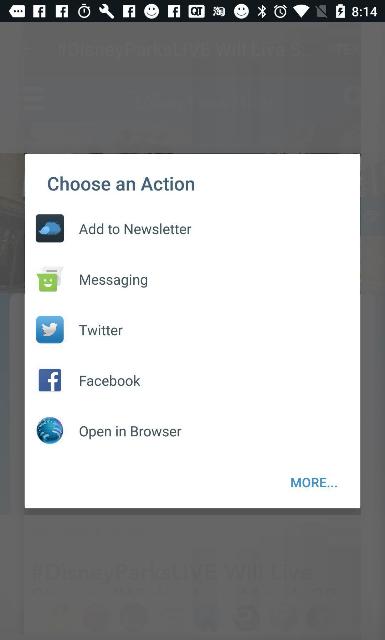 8:14
#DisneyParksLIVE Will Live S
Choose an Action
Add to Newsletter
Messaging
Twitter
Facebook
Open in Browser
MORE...
#DisneyParksLIVE Will Live